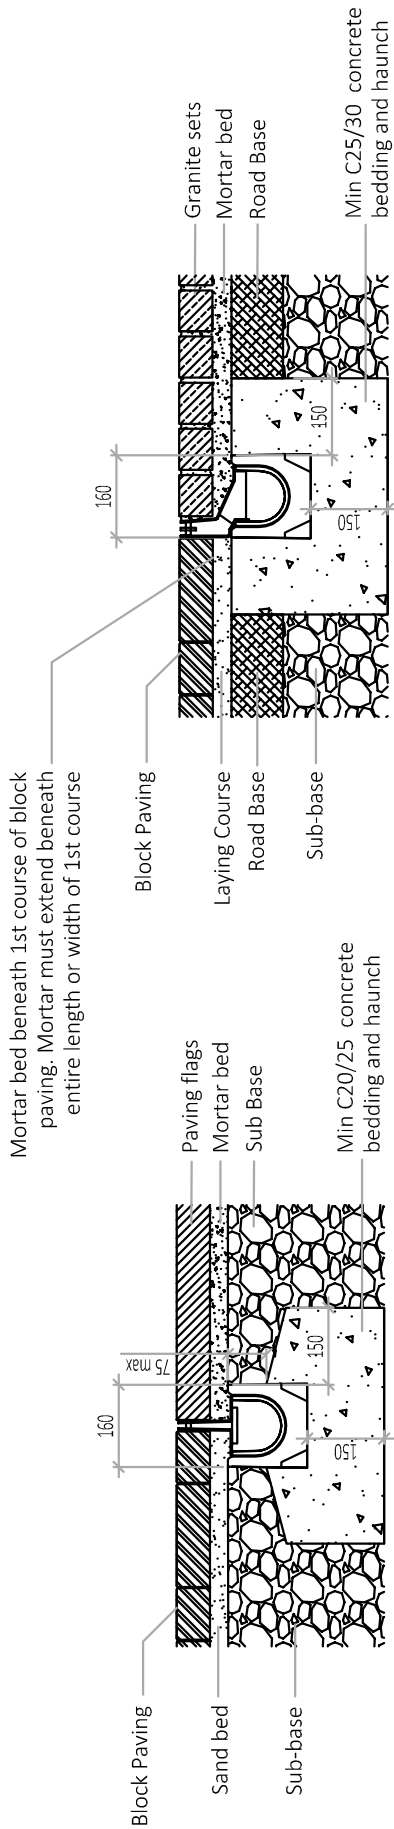 Block Paving
Sand bed
Sub-base
160
75 max
150
150
Paving flags
Mortar bed
Sub Base
Min C20/25 concrete
bedding and haunch
Mortar bed beneath 1st course of block
paving. Mortar must extend beneath
entire length or width of 1st course
Block Paving
Laying Course
Road Base
Sub-base
160
150
150
Granite sets
Mortar bed
Road Base
Min C25/30 concrete
bedding and haunch